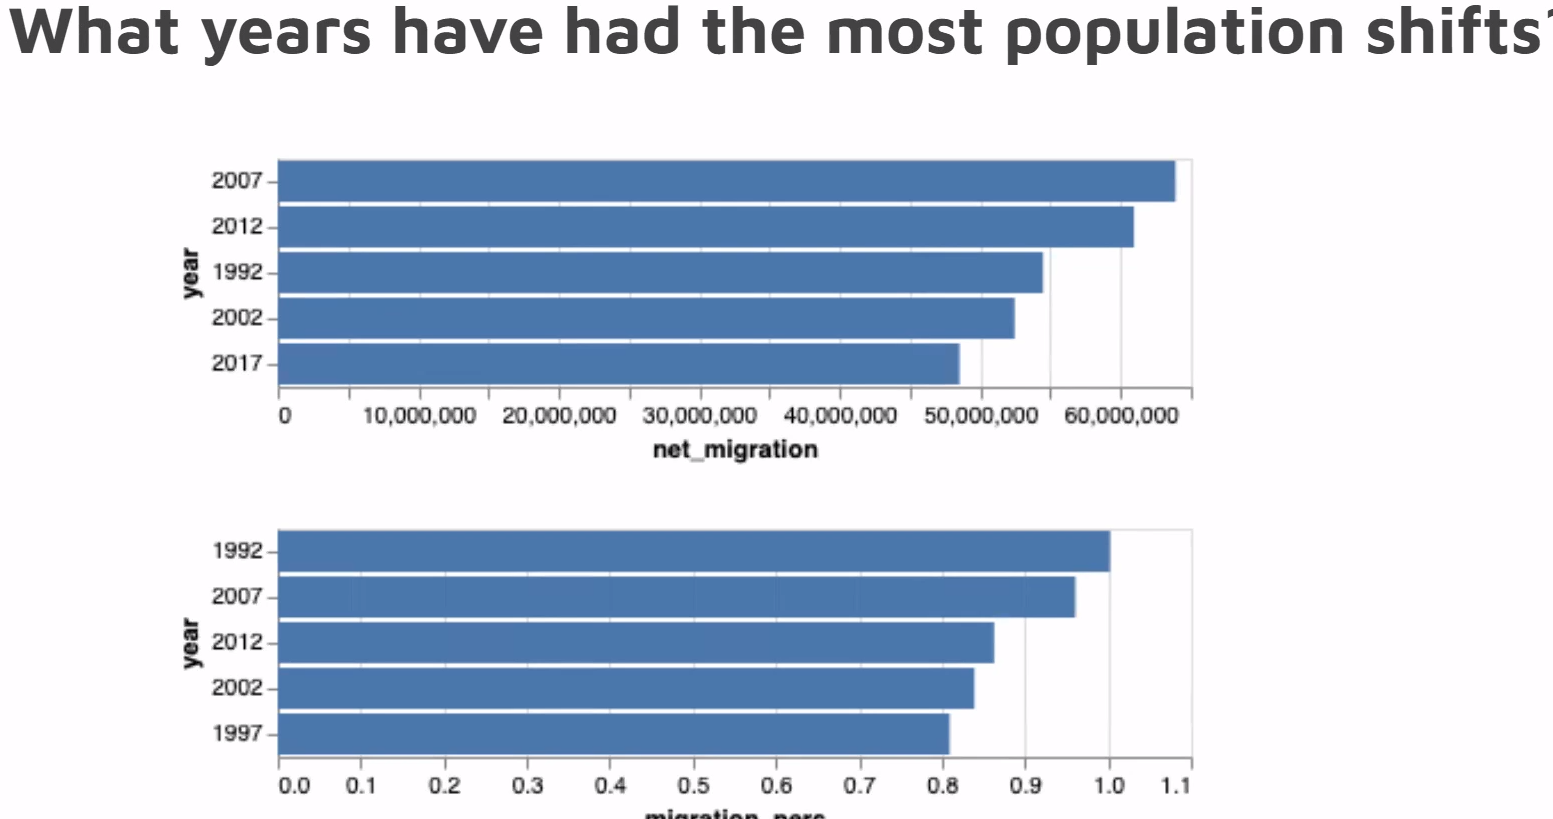 What years have had the most population shifts?
2007
2012
1992
2002
2017
year
0 10,000,000 20,000,000 30,000,000 40,000,000 50,000,000 60,000,000
net_migration
1992
2007
2012
2002
1997
year
0.0 0.1 0.2 0.3 0.4 0.5 0.6 0.7 0.8 0.9 1.0 1.1
migration_perc